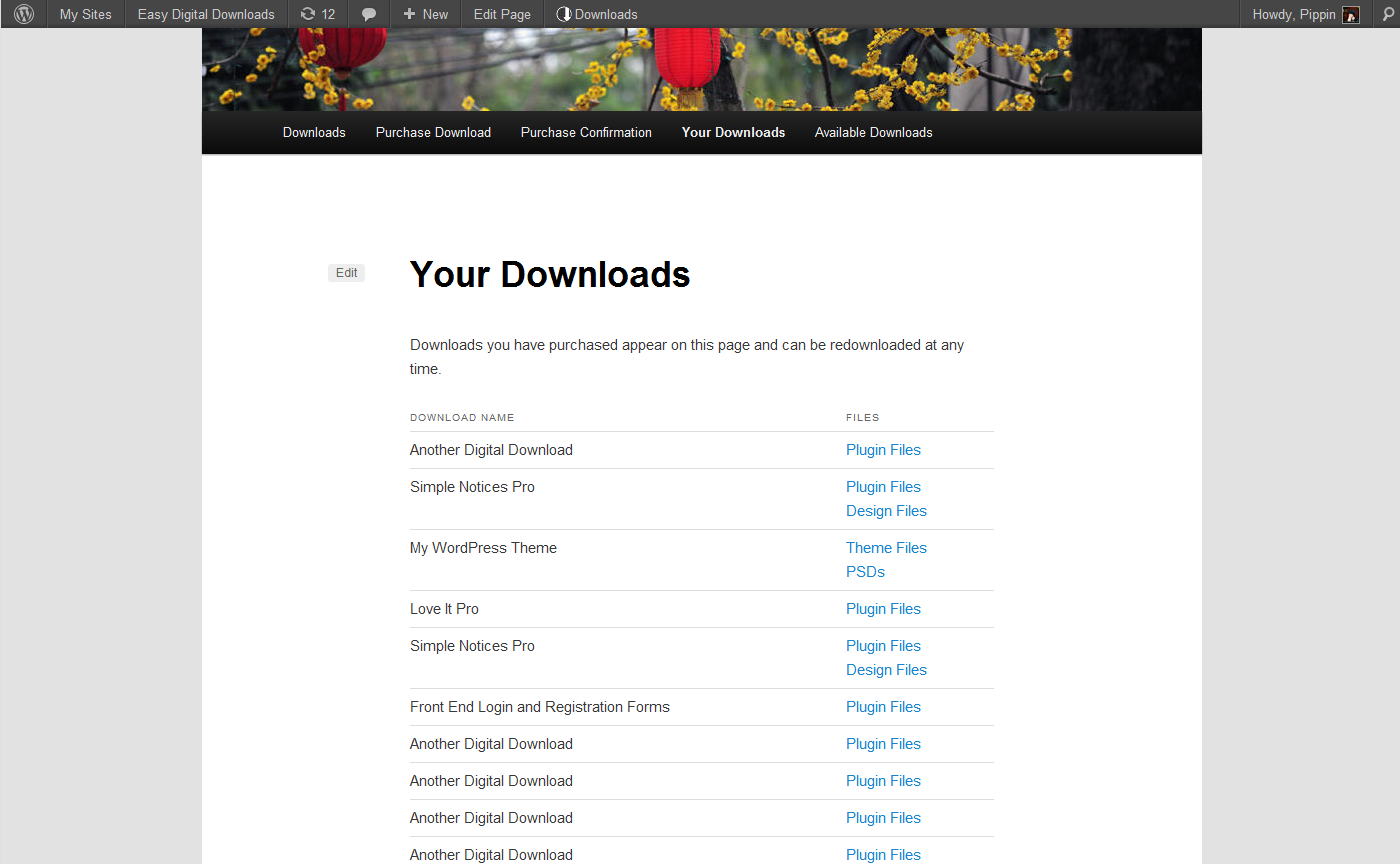 My Sites Easy Digital Downloads 12 New Edit Page Downloads Howdy, Pippin
Downloads Purchase Download Purchase Confirmation Your Downloads Available Downloads
Edit Your Downloads
Downloads you have purchased appear on this page and can be redownloaded at any
time.
DOWNLOAD NAME FILES
Another Digital Download Plugin Files
Simple Notices Pro Plugin Files
Design Files
My WordPress Theme Theme Files
PSDs
Love It Pro Plugin Files
Simple Notices Pro Plugin Files
Design Files
Front End Login and Registration Forms Plugin Files
Another Digital Download Plugin Files
Another Digital Download Plugin Files
Another Digital Download Plugin Files
Another Digital Download Plugin Files